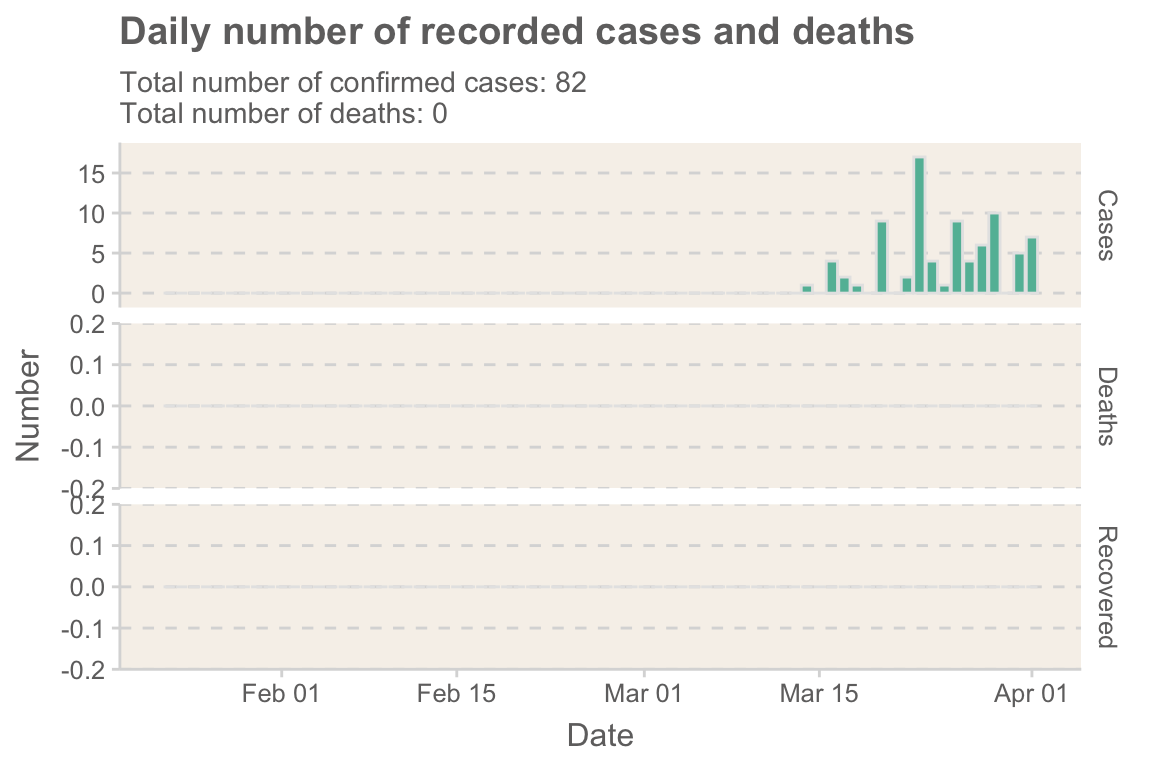 Daily number of recorded cases and deaths
Total number of confirmed cases: 82
Total number of deaths: 0
15
10
5
0
Cases
0.2
0.1
0.0
-0.1
-0.2
Deaths
0.2
0.1
0.0
-0.1
-0.2
Recovered
Number
Feb 01
Feb 15
Mar 01
Mar 15
Apr 01
Date